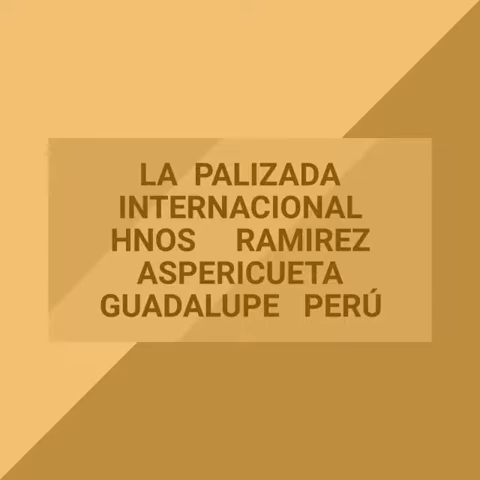 LA PALIZADA
INTERNACIONAL
HNOS RAMIREZ
ASPERICUETA
GUADALUPE PERÚ